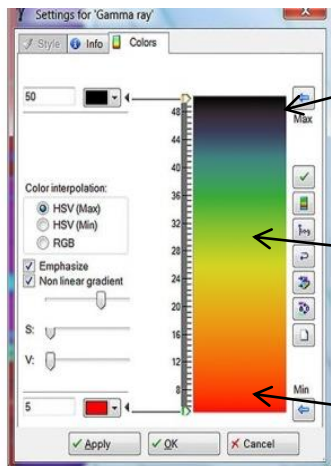 Settings for 'Gamma ray'
Style Info Colors
50
48
Max
44
40
36
Color interpolation:
HSV (Max)
32
HSV (Min)
28
RGB
Emphasize
24
Non linear gradient
20
S:
16
V:
12
8
Min
5
Apply OK Cancel